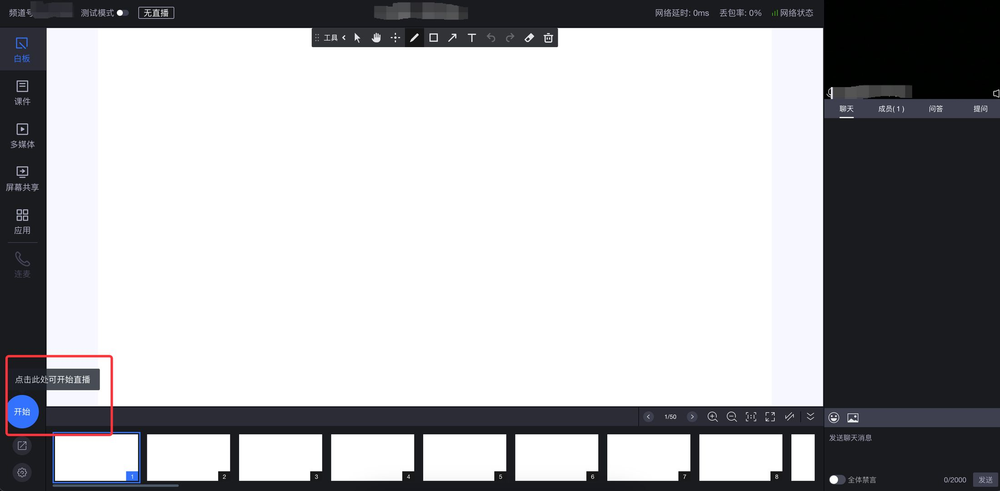 频道号
测试模式
无直播
网络延时: 0ms
丢包率: 0%
网络状态
白板
课件
多媒体
屏幕共享
应用
连麦
工具
T
聊天
成员( 1 )
问答
提问
点击此处可开始直播
开始
1/50
1
2
3
4
5
6
7
8
发送聊天消息
全体禁言
0/2000
发送